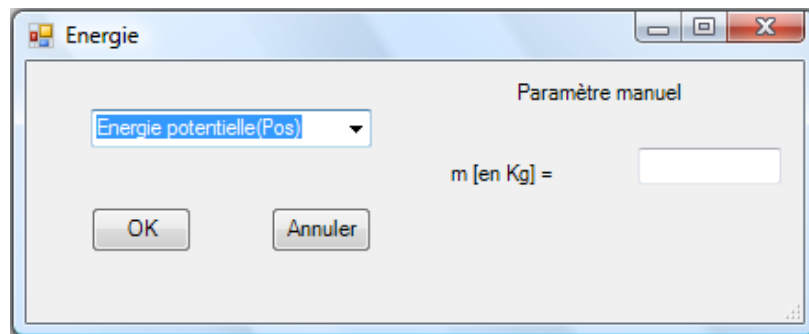 Energie
Paramètre manuel
Energie potentielle(Pos)
m [en Kg] =
OK
Annuler